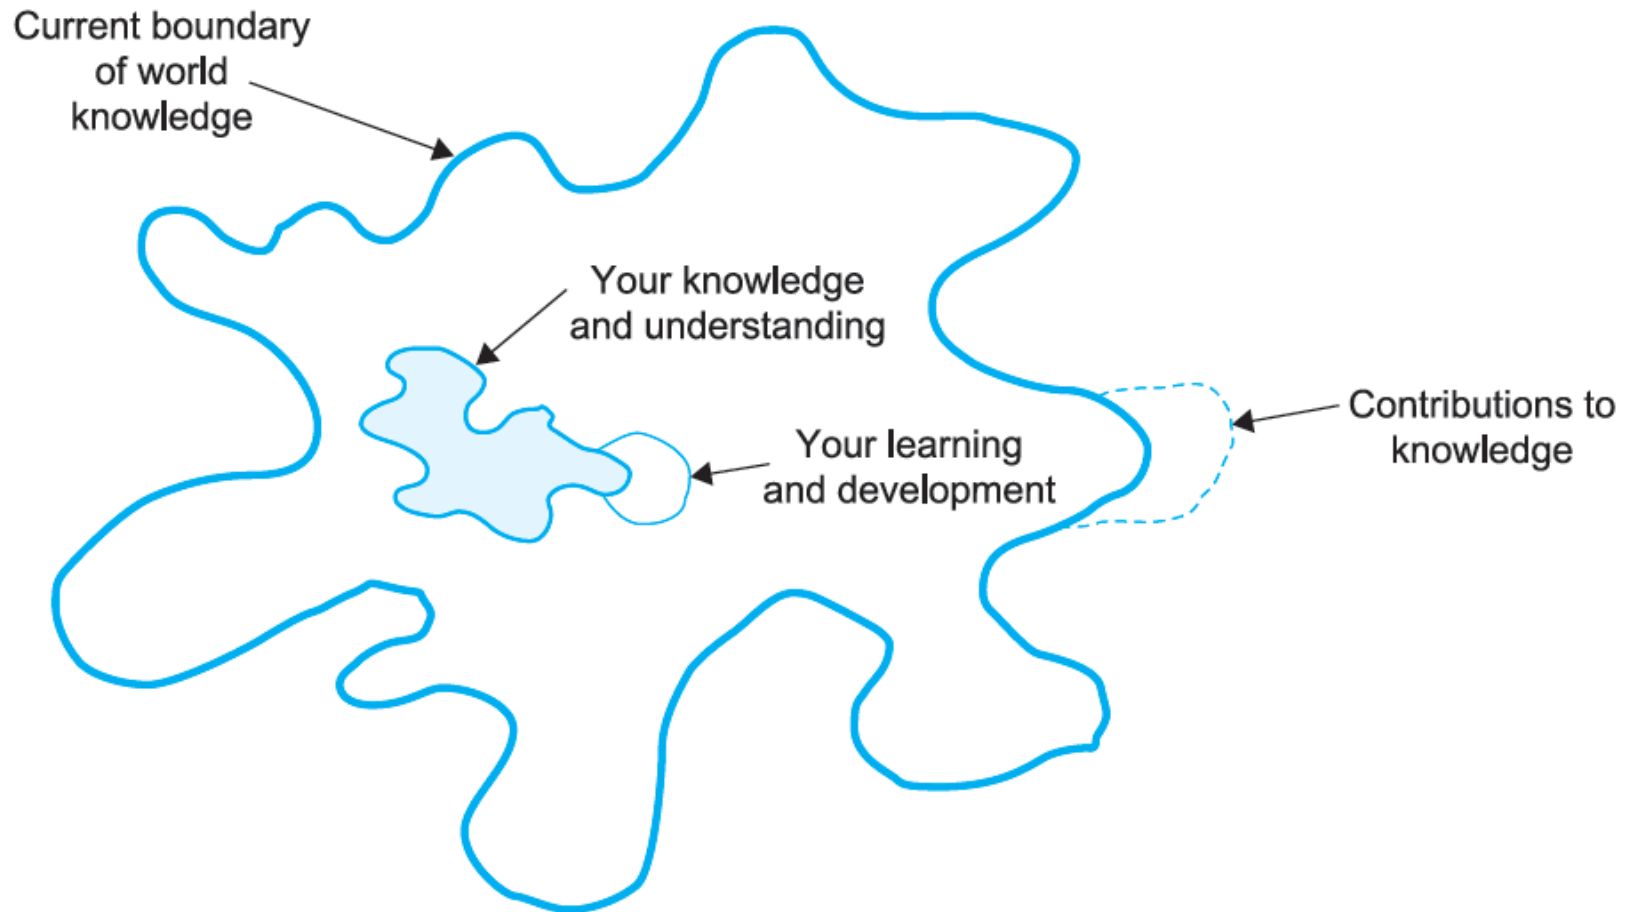 Current boundary
of world
knowledge
Your knowledge
and understanding
Your learning
and development
Contributions to
knowledge